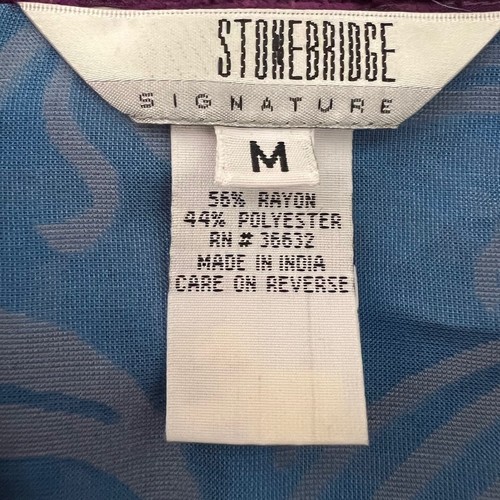 STONEBRIDGE
SIGNATURE
M
56% RAYON
44% POLYESTER
RN # 36632
MADE IN INDIA
CARE ON REVERSE